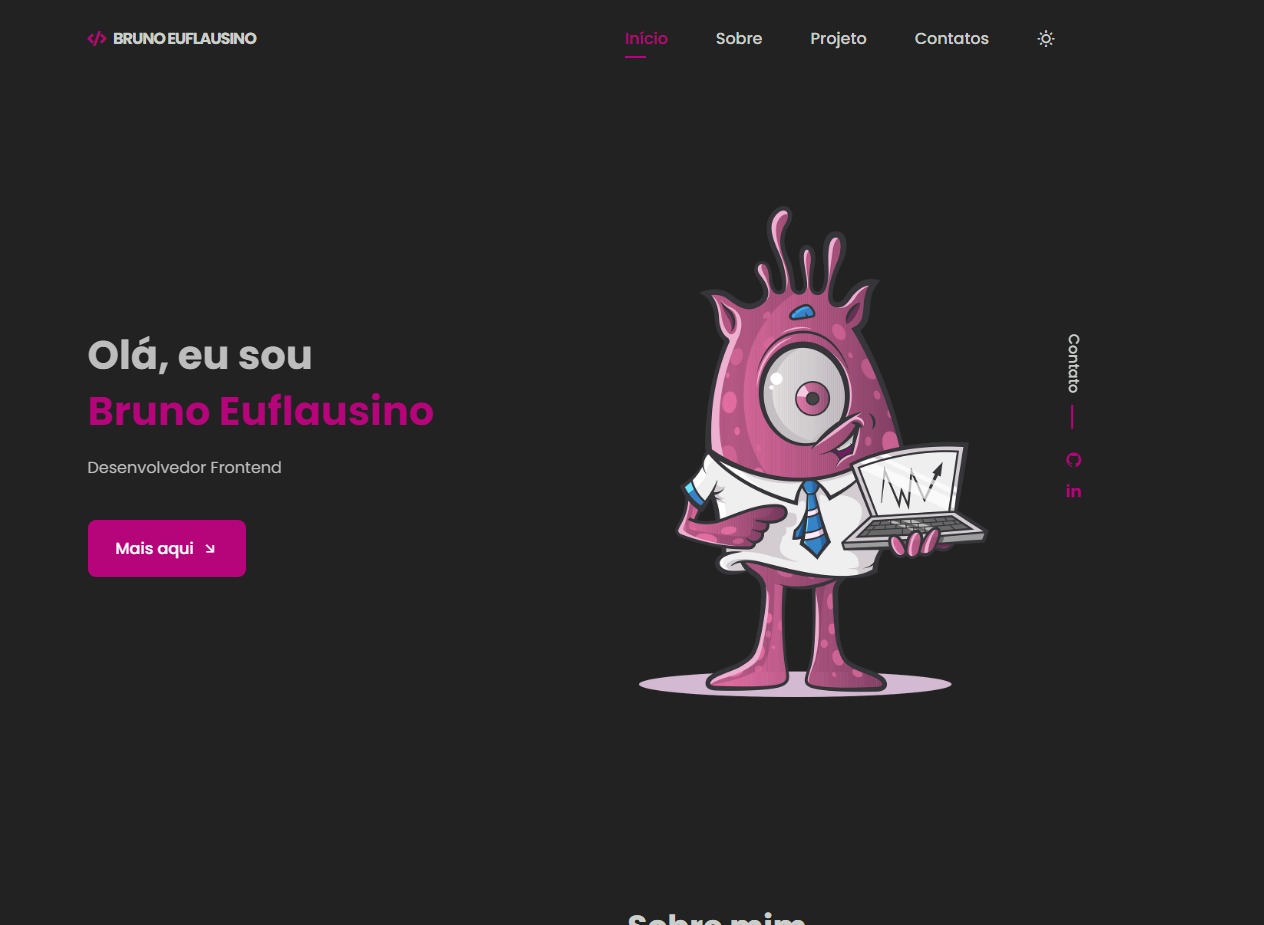 BRUNO EUFLAUSINO
Início
Sobre
Projeto
Contatos
Olá, eu sou
Bruno Euflausino
Desenvolvedor Frontend
Mais aqui
Contato
in
Sobre mim